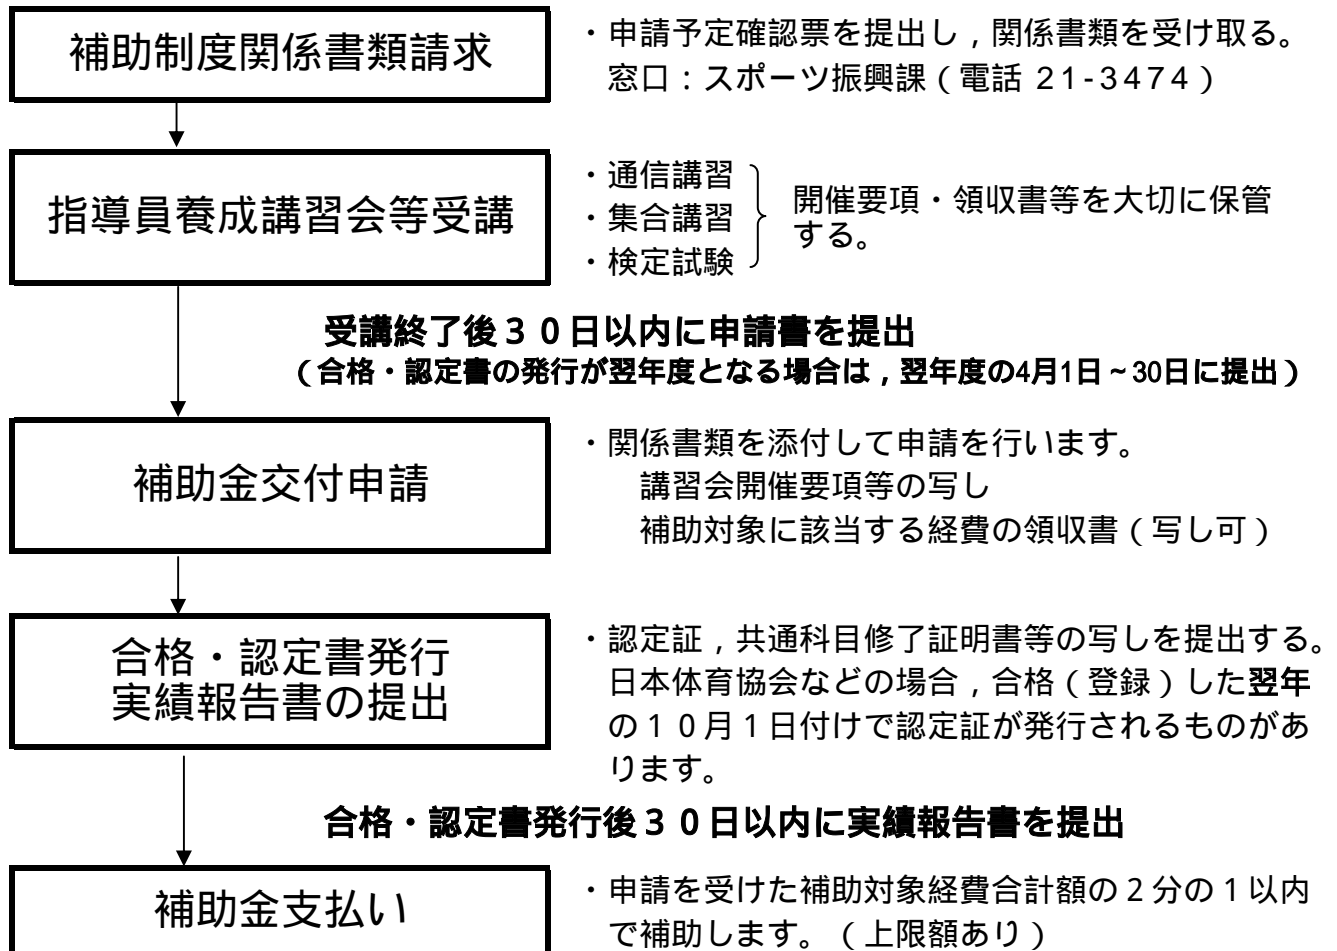 補助制度関係書類請求
・申請予定確認票を提出し，関係書類を受け取る。
窓口：スポーツ振興課（電話 21-3474）
指導員養成講習会等受講
・通信講習
・集合講習
・検定試験
開催要項・領収書等を大切に保管
する。
受講終了後３０日以内に申請書を提出
（合格・認定書の発行が翌年度となる場合は，翌年度の4月1日～30日に提出）
補助金交付申請
・関係書類を添付して申請を行います。
講習会開催要項等の写し
補助対象に該当する経費の領収書（写し可）
合格・認定書発行
実績報告書の提出
・認定証，共通科目修了証明書等の写しを提出する。
日本体育協会などの場合，合格（登録）した翌年
の１０月１日付けで認定証が発行されるものがあ
ります。
合格・認定書発行後３０日以内に実績報告書を提出
補助金支払い
・申請を受けた補助対象経費合計額の２分の１以内
で補助します。（上限額あり）